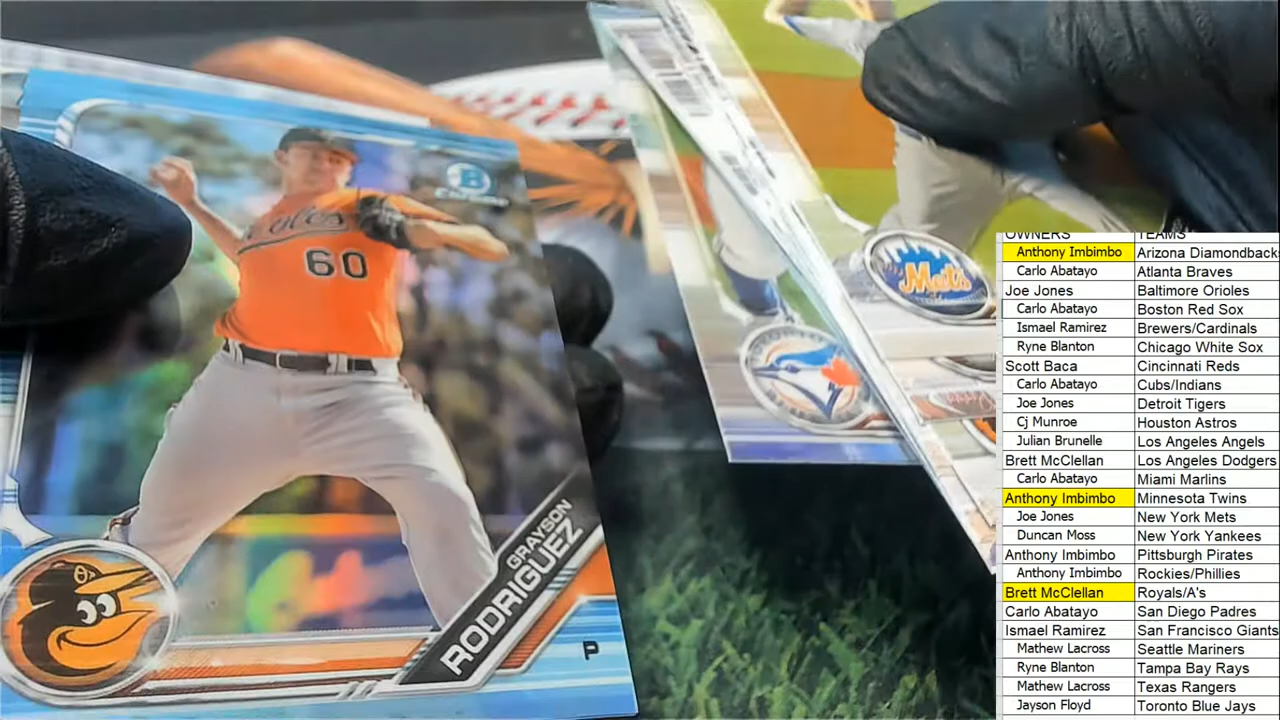 B
Orioles
60
GRAYSON
RODRIGUEZ
P
Mets
OWNERS TEAMS
Anthony Imbimbo Arizona Diamondback
Carlo Abatayo Atlanta Braves
Joe Jones Baltimore Orioles
Carlo Abatayo Boston Red Sox
Ismael Ramirez Brewers/Cardinals
Ryne Blanton Chicago White Sox
Scott Baca Cincinnati Reds
Carlo Abatayo Cubs/Indians
Joe Jones Detroit Tigers
Cj Munroe Houston Astros
Julian Brunelle Los Angeles Angels
Brett McClellan Los Angeles Dodgers
Carlo Abatayo Miami Marlins
Anthony Imbimbo Minnesota Twins
Joe Jones New York Mets
Duncan Moss New York Yankees
Anthony Imbimbo Pittsburgh Pirates
Anthony Imbimbo Rockies/Phillies
Brett McClellan Royals/A's
Carlo Abatayo San Diego Padres
Ismael Ramirez San Francisco Giants
Mathew Lacross Seattle Mariners
Ryne Blanton Tampa Bay Rays
Mathew Lacross Texas Rangers
Jayson Floyd Toronto Blue Jays